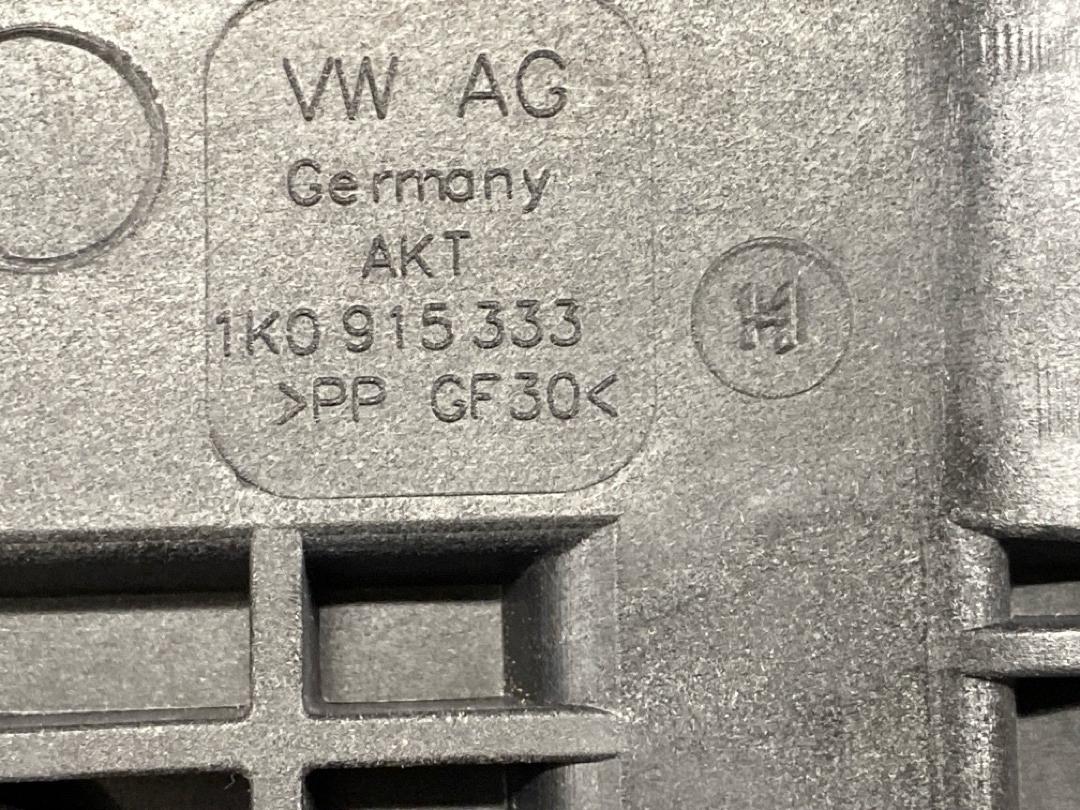 VW AG
Germany
AKT
1K0 915 333
>PP GF30<